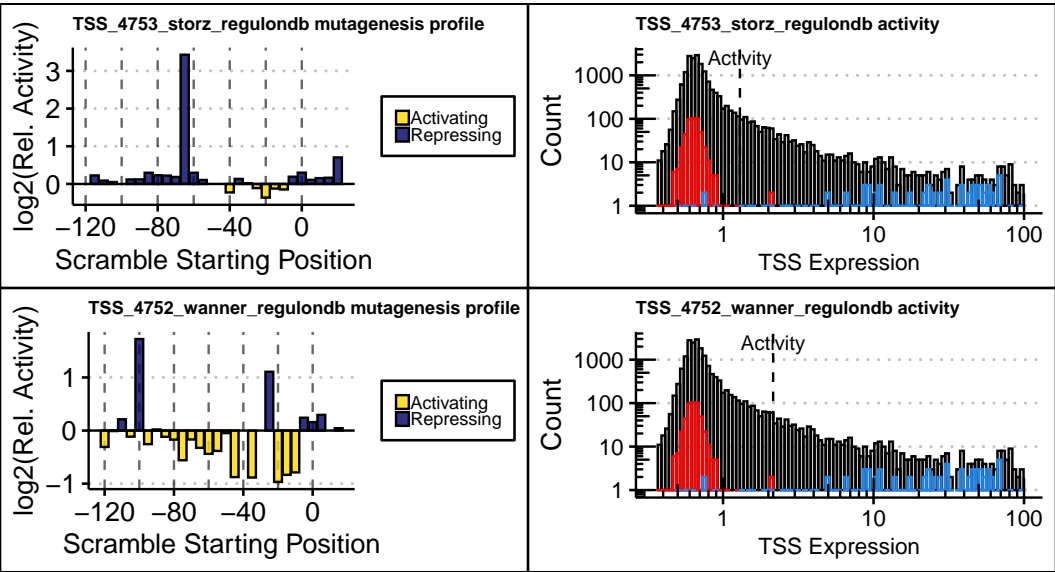 TSS_4753_storz_regulondb mutagenesis profile
log2(Rel. Activity)
3
2
1
0
−120 −80 −40 0
Scramble Starting Position
Activating
Repressing
TSS_4753_storz_regulondb activity
Activity
Count
1000
100
10
1
1 10 100
TSS Expression
TSS_4752_wanner_regulondb mutagenesis profile
log2(Rel. Activity)
1
0
−1
−120 −80 −40 0
Scramble Starting Position
Activating
Repressing
TSS_4752_wanner_regulondb activity
Activity
Count
1000
100
10
1
1 10 100
TSS Expression